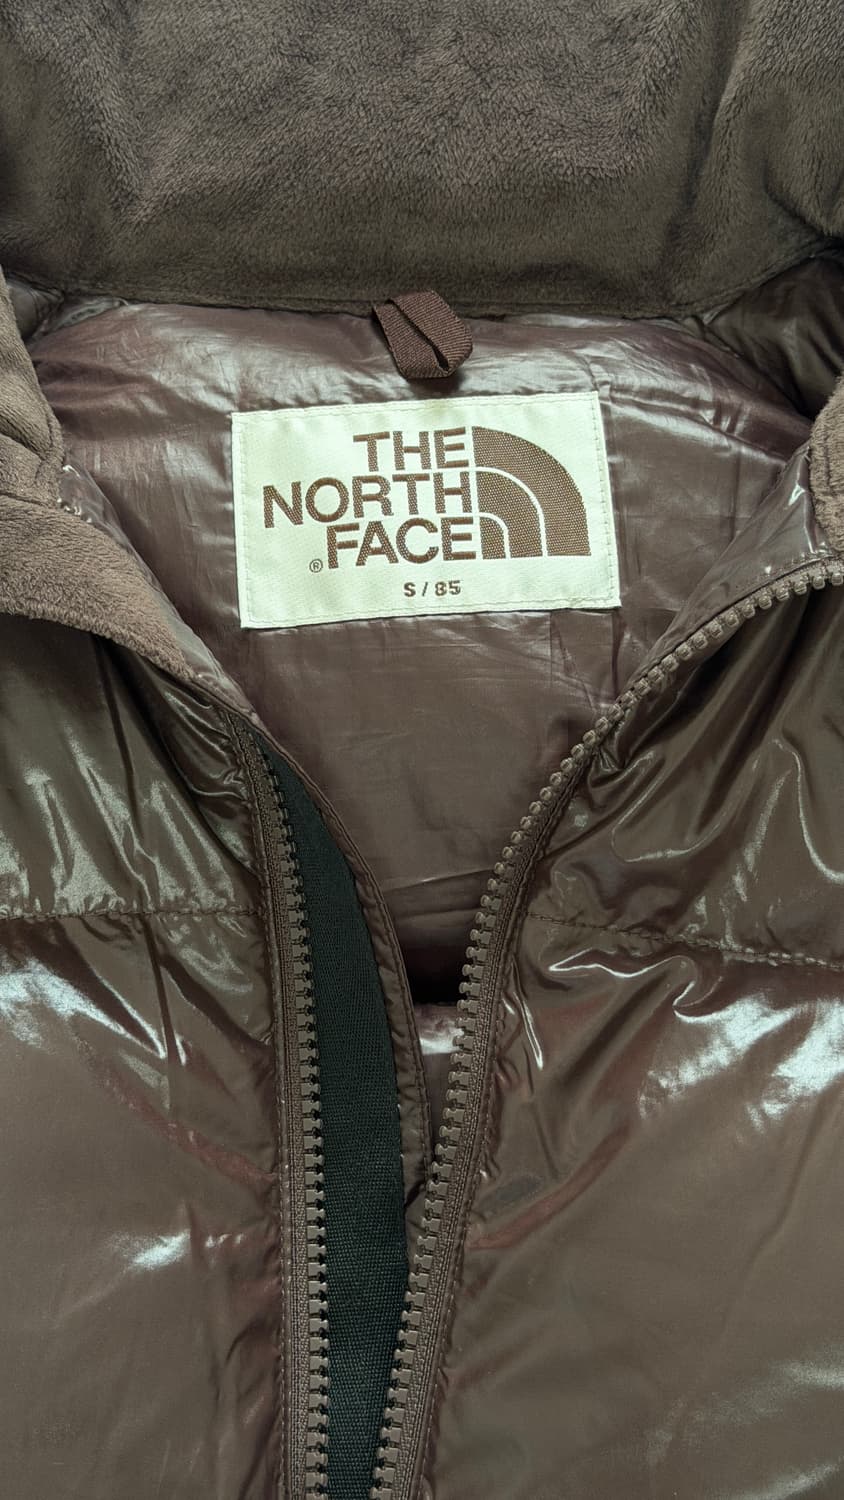 THE
NORTH
® FACE
S / 85